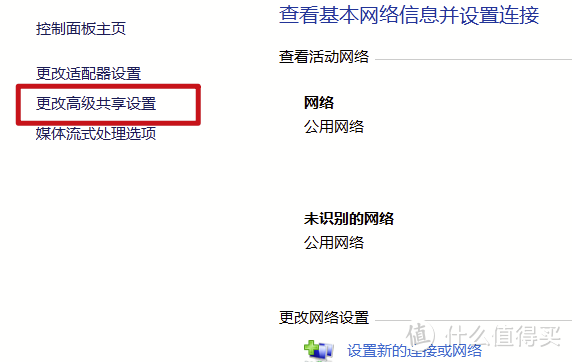 控制面板主页
更改适配器设置
更改高级共享设置
媒体流式处理选项
查看基本网络信息并设置连接
查看活动网络
网络
公用网络
未识别的网络
公用网络
更改网络设置
设置新的连接或网络
值 什么值得买